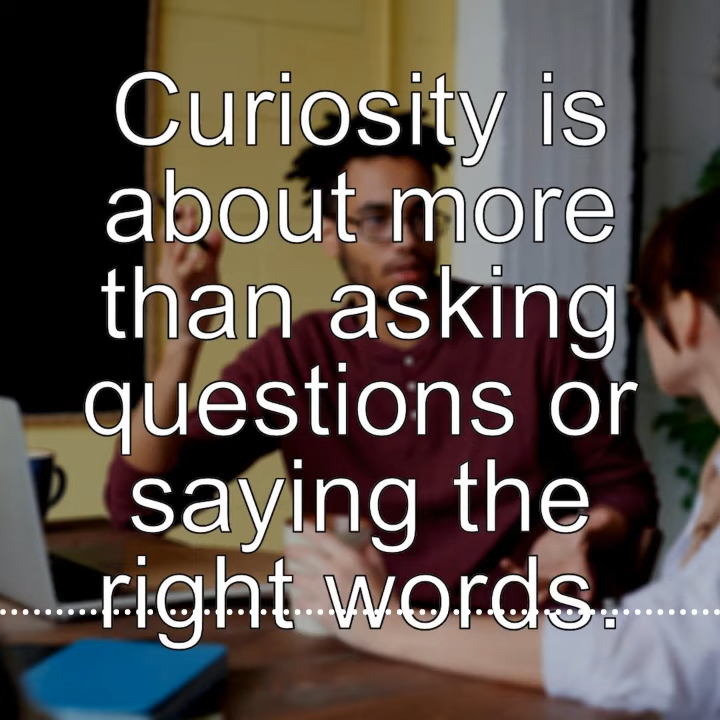 Curiosity is
about more
than asking
questions or
saying the
right words.